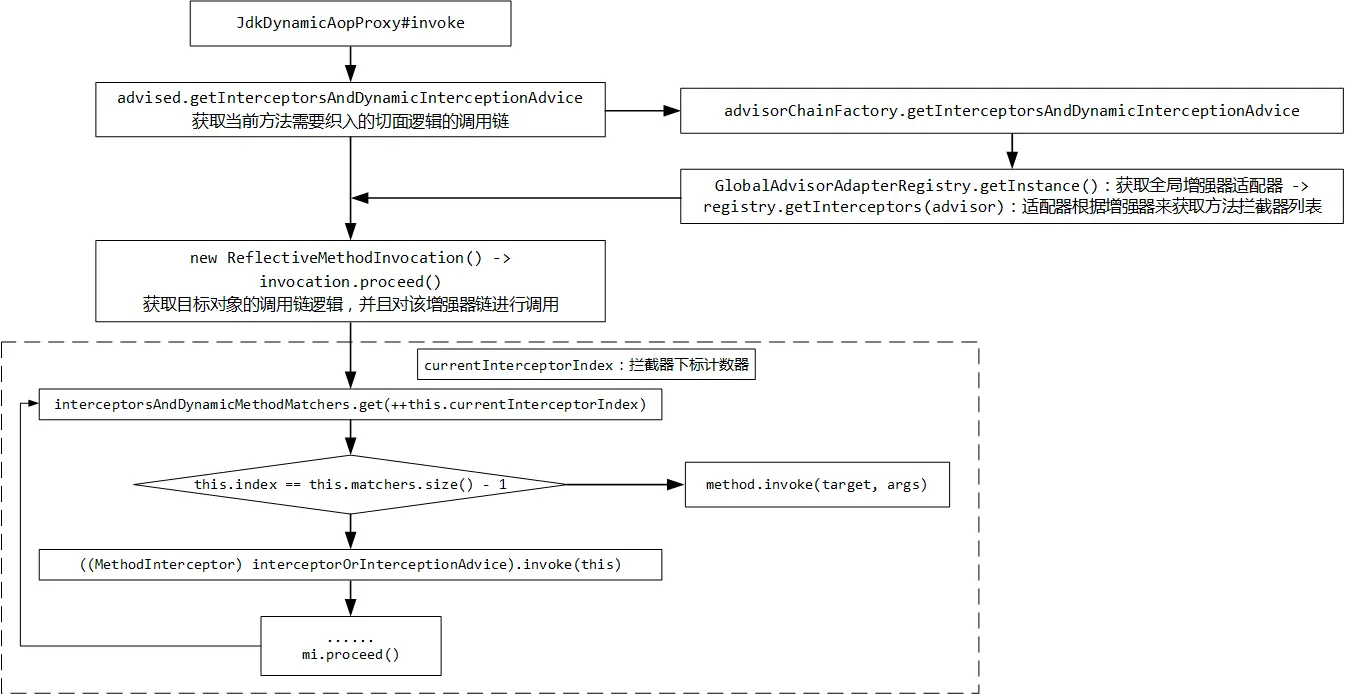 JdkDynamicAopProxy#invoke
advised.getInterceptorsAndDynamicInterceptionAdvice
获取当前方法需要织入的切面逻辑的调用链
advisorChainFactory.getInterceptorsAndDynamicInterceptionAdvice
GlobalAdvisorAdapterRegistry.getInstance()：获取全局增强器适配器 ->
registry.getInterceptors(advisor)：适配器根据增强器来获取方法拦截器列表
new ReflectiveMethodInvocation() ->
invocation.proceed()
获取目标对象的调用链逻辑，并且对该增强器链进行调用
currentInterceptorIndex：拦截器下标计数器
interceptorsAndDynamicMethodMatchers.get(++this.currentInterceptorIndex)
this.index == this.matchers.size() - 1
method.invoke(target, args)
((MethodInterceptor) interceptorOrInterceptionAdvice).invoke(this)
......
mi.proceed()